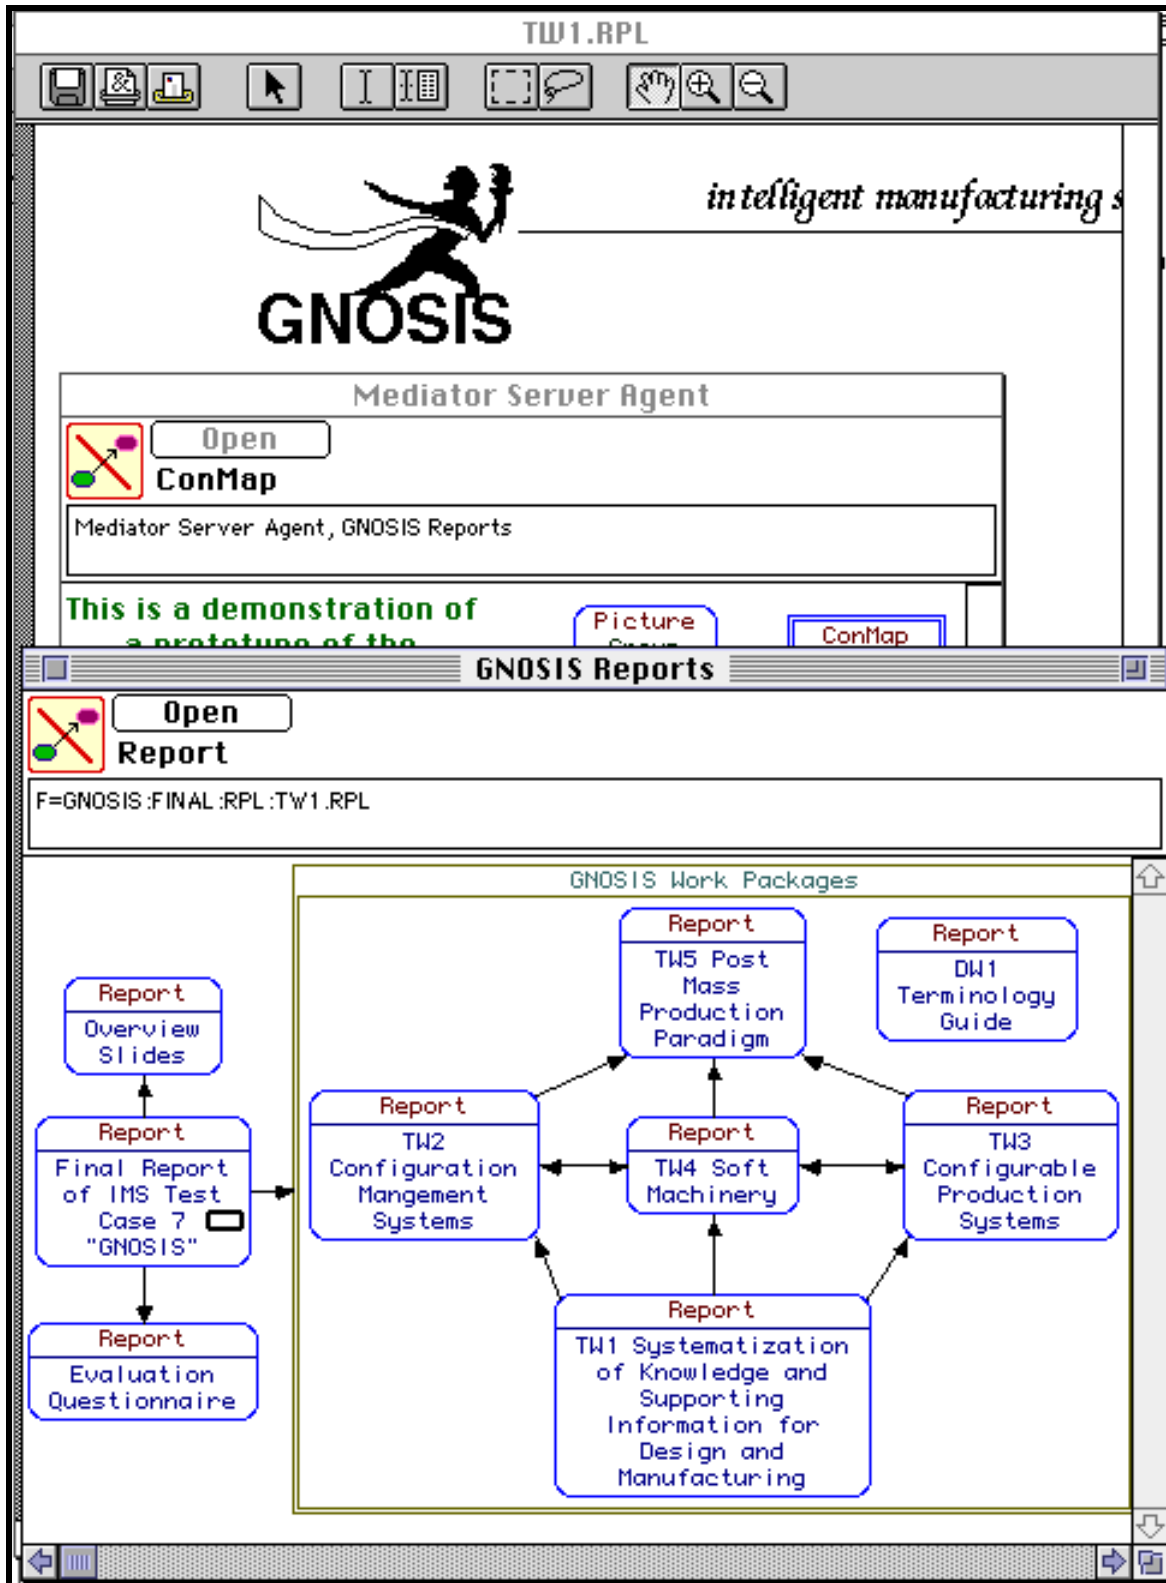 TW1.RPL
intelligent manufacturing s
GNOSIS
Mediator Server Agent
Open
ConMap
Mediator Server Agent, GNOSIS Reports
This is a demonstration of
a prototype of the
Picture
Group
ConMap
GNOSIS Reports
Open
Report
F=GNOSIS:FINAL:RPL:TW1.RPL
GNOSIS Work Packages
Report
TW5 Post
Mass
Production
Paradigm
Report
DW1
Terminology
Guide
Report
Overview
Slides
Report
Final Report
of IMS Test
Case 7
"GNOSIS"
Report
TW2
Configuration
Mangement
Systems
Report
TW4 Soft
Machinery
Report
TW3
Configurable
Production
Systems
Report
Evaluation
Questionnaire
Report
TW1 Systematization
of Knowledge and
Supporting
Information for
Design and
Manufacturing